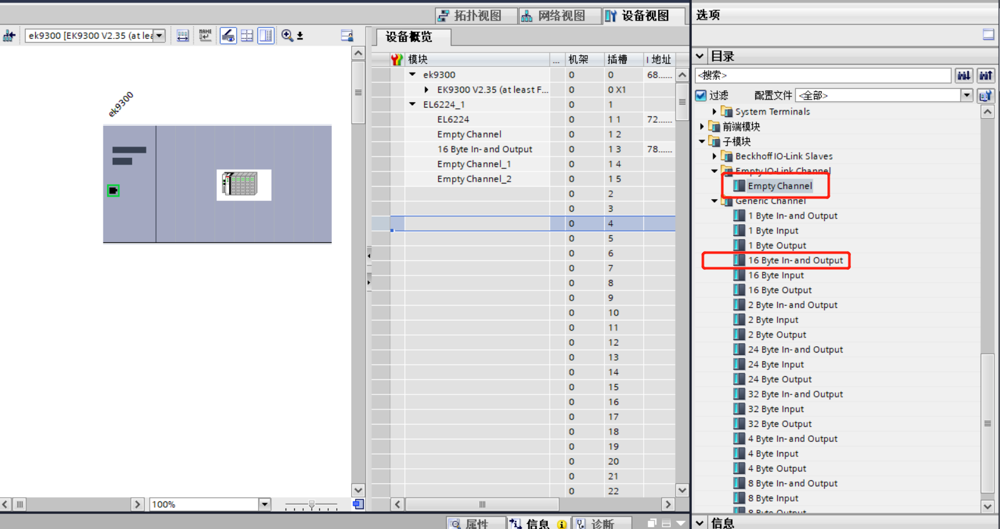 拓扑视图 网络视图 设备视图
ek9300 [EK9300 V2.35 (at lea
NAME
ek9300
100%
设备概览
模块 ... 机架 插槽 I 地址
ek9300 0 0 68......
EK9300 V2.35 (at least F... 0 0 X1
EL6224_1 0 1
EL6224 0 1 1 72......
Empty Channel 0 1 2
16 Byte In- and Output 0 1 3 78......
Empty Channel_1 0 1 4
Empty Channel_2 0 1 5
0 2
0 3
0 4
0 5
0 6
0 7
0 8
0 9
0 10
0 11
0 12
0 13
0 14
0 15
0 16
0 17
0 18
0 19
0 20
0 21
0 22
属性 信息 诊断
选项
目录
<搜索>
过滤 配置文件 <全部>
System Terminals
前端模块
子模块
Beckhoff IO-Link Slaves
Empty IO-Link Channel
Empty Channel
Generic Channel
1 Byte In- and Output
1 Byte Input
1 Byte Output
16 Byte In- and Output
16 Byte Input
16 Byte Output
2 Byte In- and Output
2 Byte Input
2 Byte Output
24 Byte In- and Output
24 Byte Input
24 Byte Output
32 Byte In- and Output
32 Byte Input
32 Byte Output
4 Byte In- and Output
4 Byte Input
4 Byte Output
8 Byte In- and Output
8 Byte Input
8 Byte Output
信息